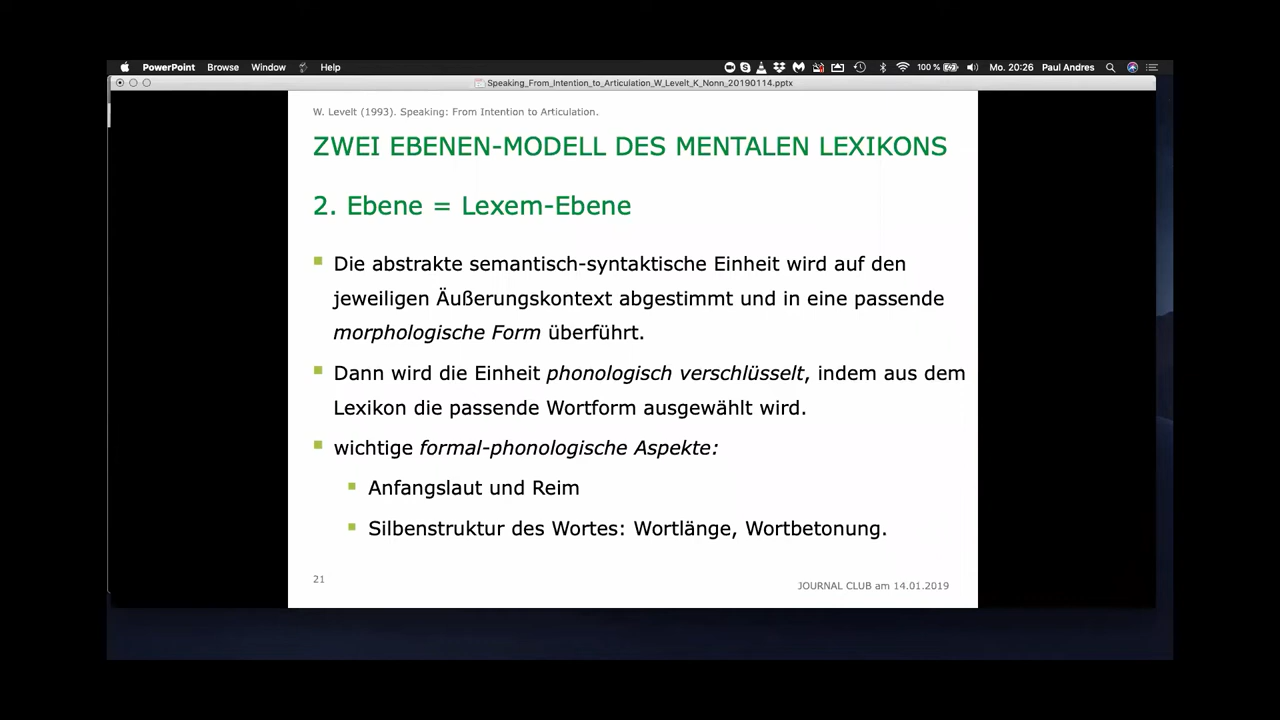 PowerPoint Browse Window Help 100 % Mo. 20:26 Paul Andres
Speaking_From_Intention_to_Articulation_W_Levelt_K_Nonn_20190114.pptx
W. Levelt (1993). Speaking: From Intention to Articulation.
ZWEI EBENEN-MODELL DES MENTALEN LEXIKONS
2. Ebene = Lexem-Ebene
Die abstrakte semantisch-syntaktische Einheit wird auf den
jeweiligen Äußerungskontext abgestimmt und in eine passende
morphologische Form überführt.
Dann wird die Einheit phonologisch verschlüsselt, indem aus dem
Lexikon die passende Wortform ausgewählt wird.
wichtige formal-phonologische Aspekte:
Anfangslaut und Reim
Silbenstruktur des Wortes: Wortlänge, Wortbetonung.
21
JOURNAL CLUB am 14.01.2019